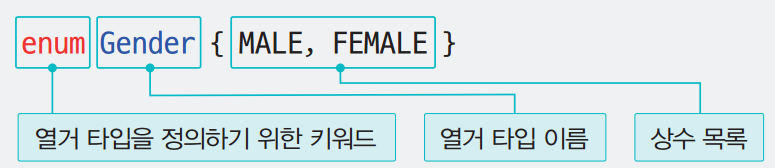 enum Gender { MALE, FEMALE }
열거 타입을 정의하기 위한 키워드 열거 타입 이름 상수 목록